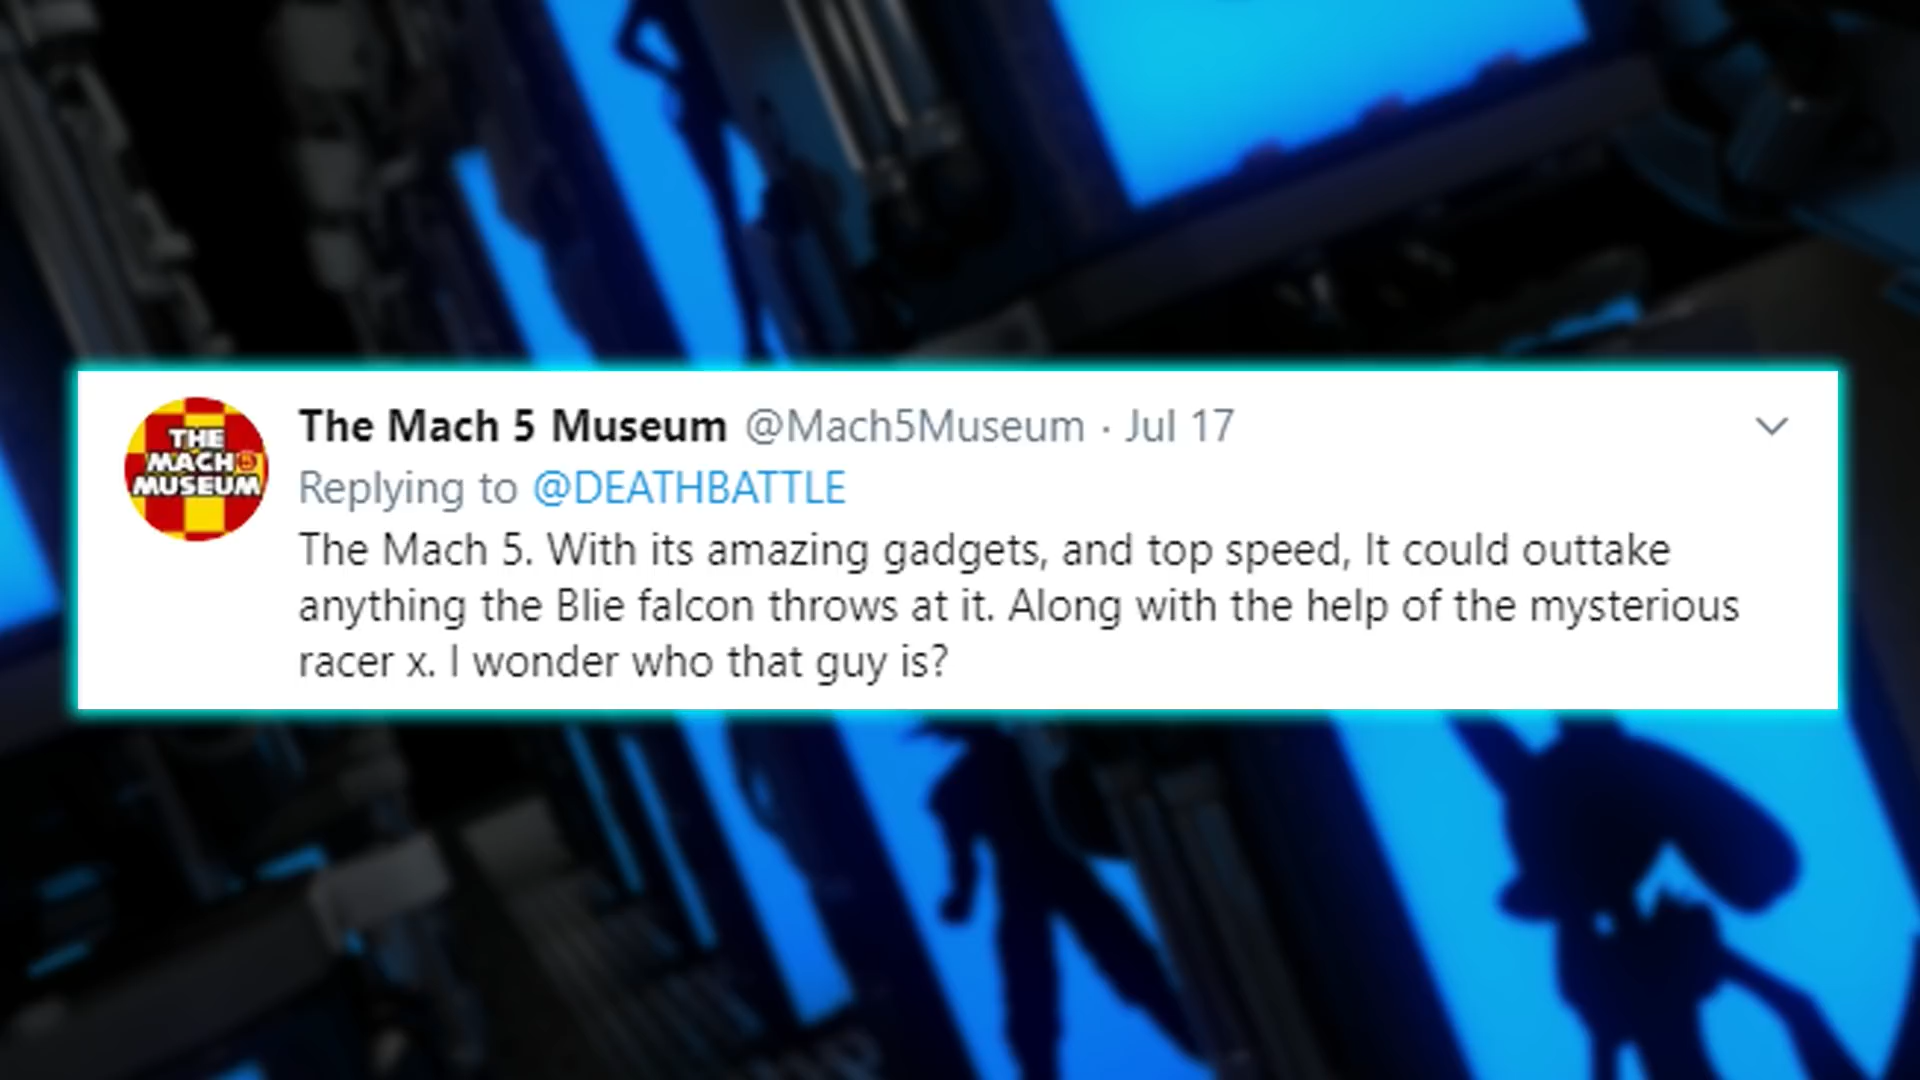 THE
MACH 5
MUSEUM
The Mach 5 Museum @Mach5Museum · Jul 17
Replying to @DEATHBATTLE
The Mach 5. With its amazing gadgets, and top speed, It could outtake
anything the Blie falcon throws at it. Along with the help of the mysterious
racer x. I wonder who that guy is?